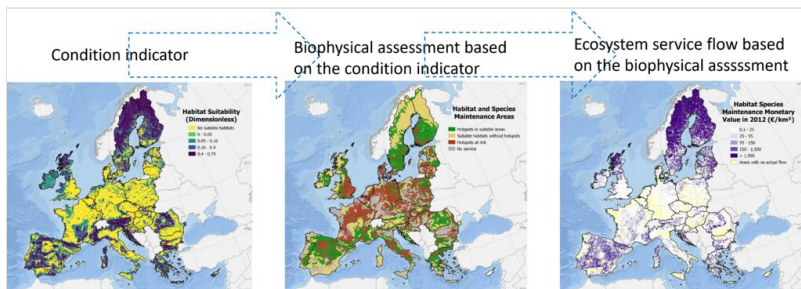 Condition indicator
Biophysical assessment based
on the condition indicator
Ecosystem service flow based
on the biophysical asssssment
Habitat Suitability
(Dimensionless)
No suitable habitats
0 - 0.05
0.05 - 0.16
0.16 - 0.4
0.4 - 0.79
Habitat and Species
Maintenance Areas
Hotspots in suitable areas
Suitable habitats without hotspots
Hotspots at risk
No service
Habitat Species
Maintenance Monetary
Value in 2012 (€/km²)
0.1 - 25
25 - 55
55 - 150
150 - 1,500
> 1,500
Areas with no actual flow